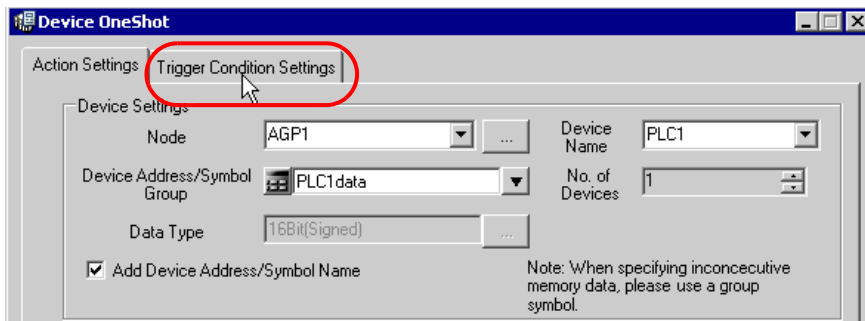 Device OneShot
Action Settings
Trigger Condition Settings
Device Settings
Node
AGP1
...
Device
Name
PLC1
Device Address/Symbol
Group
PLC1data
No. of
Devices
1
Data Type
16Bit(Signed)
...
Add Device Address/Symbol Name
Note: When specifying inconcecutive
memory data, please use a group
symbol.